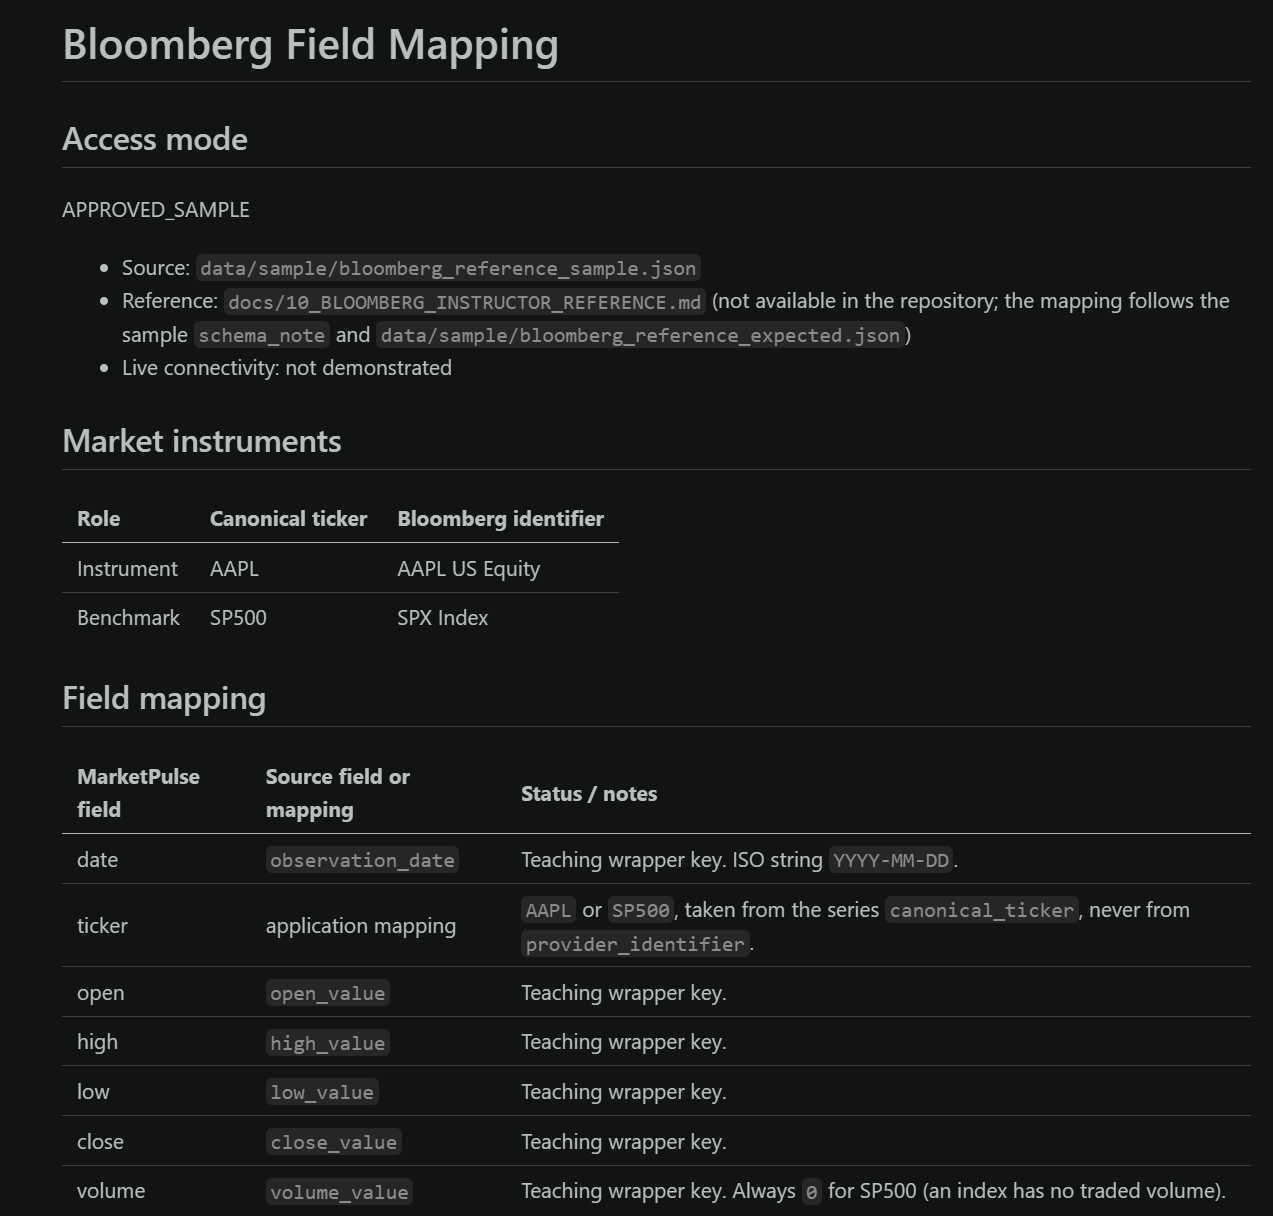 Bloomberg Field Mapping
Access mode
APPROVED_SAMPLE
Source: data/sample/bloomberg_reference_sample.json
Reference: docs/10_BLOOMBERG_INSTRUCTOR_REFERENCE.md (not available in the repository; the mapping follows the
sample schema_note and data/sample/bloomberg_reference_expected.json)
Live connectivity: not demonstrated
Market instruments
Role Canonical ticker Bloomberg identifier
Instrument AAPL AAPL US Equity
Benchmark SP500 SPX Index
Field mapping
MarketPulse field Source field or mapping Status / notes
date observation_date Teaching wrapper key. ISO string YYYY-MM-DD.
ticker application mapping AAPL or SP500, taken from the series canonical_ticker, never from
provider_identifier.
open open_value Teaching wrapper key.
high high_value Teaching wrapper key.
low low_value Teaching wrapper key.
close close_value Teaching wrapper key.
volume volume_value Teaching wrapper key. Always 0 for SP500 (an index has no traded volume).